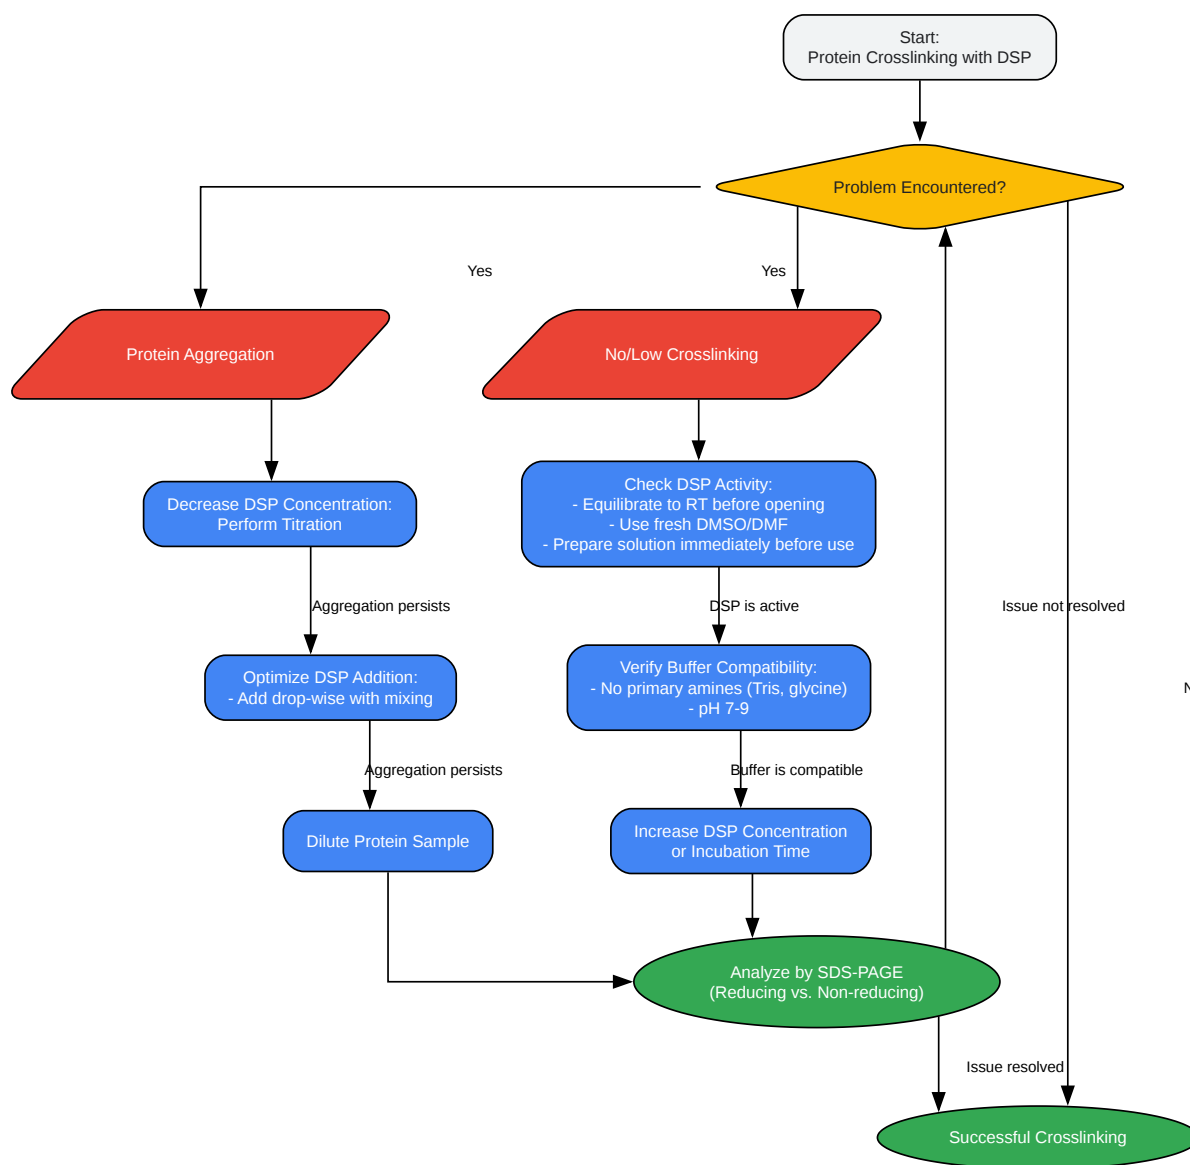 Start:
Protein Crosslinking with DSP
Problem Encountered?
Yes
Yes
Protein Aggregation
No/Low Crosslinking
Decrease DSP Concentration:
Perform Titration
Check DSP Activity:
- Equilibrate to RT before opening
- Use fresh DMSO/DMF
- Prepare solution immediately before use
Aggregation persists
DSP is active
Issue not resolved
Optimize DSP Addition:
- Add drop-wise with mixing
Verify Buffer Compatibility:
- No primary amines (Tris, glycine)
- pH 7-9
Aggregation persists
Buffer is compatible
Dilute Protein Sample
Increase DSP Concentration
or Incubation Time
Analyze by SDS-PAGE
(Reducing vs. Non-reducing)
Issue resolved
Successful Crosslinking